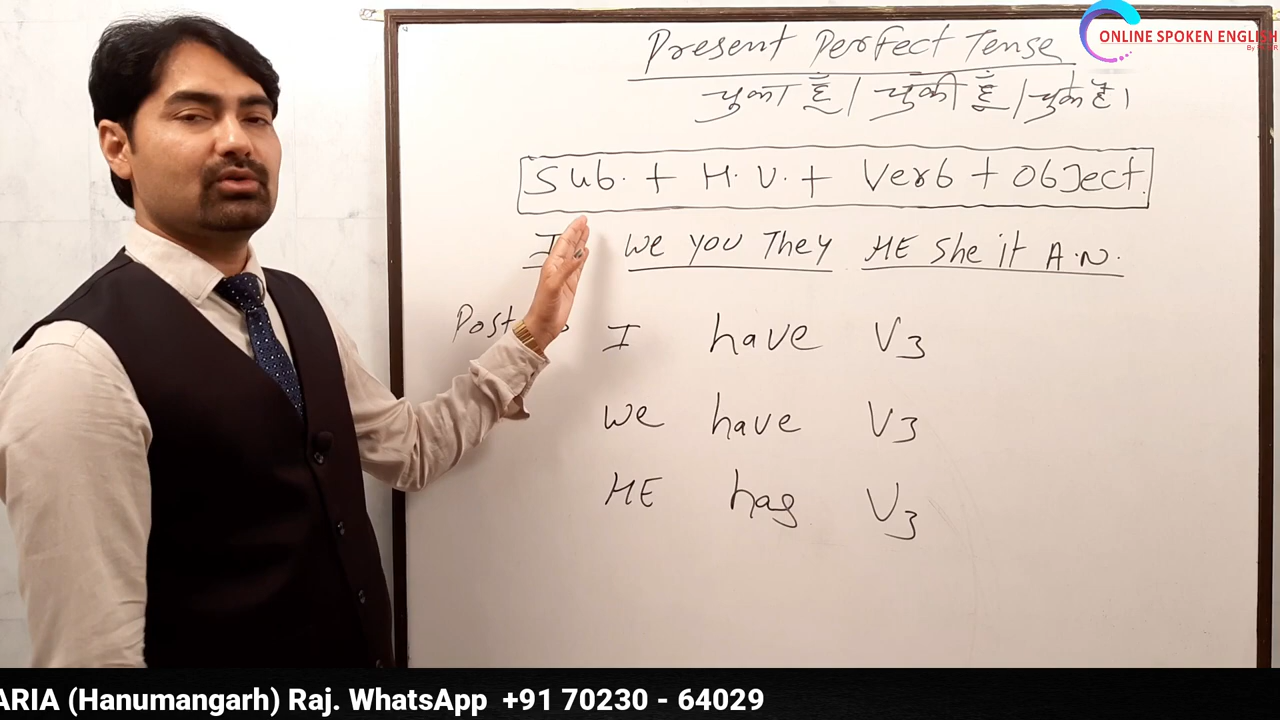 Present Perfect Tense
ONLINE SPOKEN ENGLISH
चुका हूँ / चुकी हूँ / चुके हैं।
Sub. + H.V. + Verb + Object.
I WE YOU They HE She it A.N.
I have V3
WE have V3
HE has V3
ARIA (Hanumangarh) Raj. WhatsApp +91 70230 - 64029